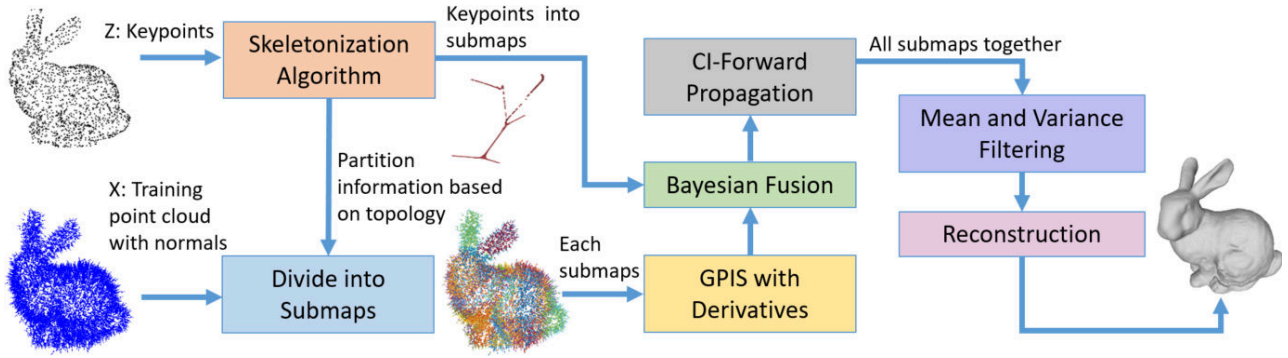 Z: Keypoints
Skeletonization
Algorithm
Keypoints into
submaps
Partition
information based
on topology
X: Training
point cloud
with normals
Divide into
Submaps
Each
submaps
GPIS with
Derivatives
Bayesian Fusion
CI-Forward
Propagation
All submaps together
Mean and Variance
Filtering
Reconstruction